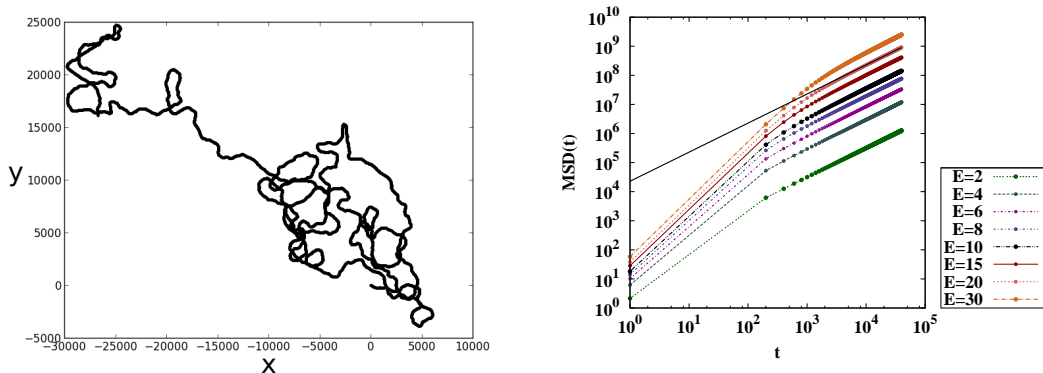 25000
20000
15000
10000
5000
0
−5000
−30000 −25000 −20000 −15000 −10000 −5000 0 5000 10000
y
x
10^10
10^9
10^8
10^7
10^6
10^5
10^4
10^3
10^2
10^1
10^0
10^0 10^1 10^2 10^3 10^4 10^5
MSD(t)
t
E=2
E=4
E=6
E=8
E=10
E=15
E=20
E=30